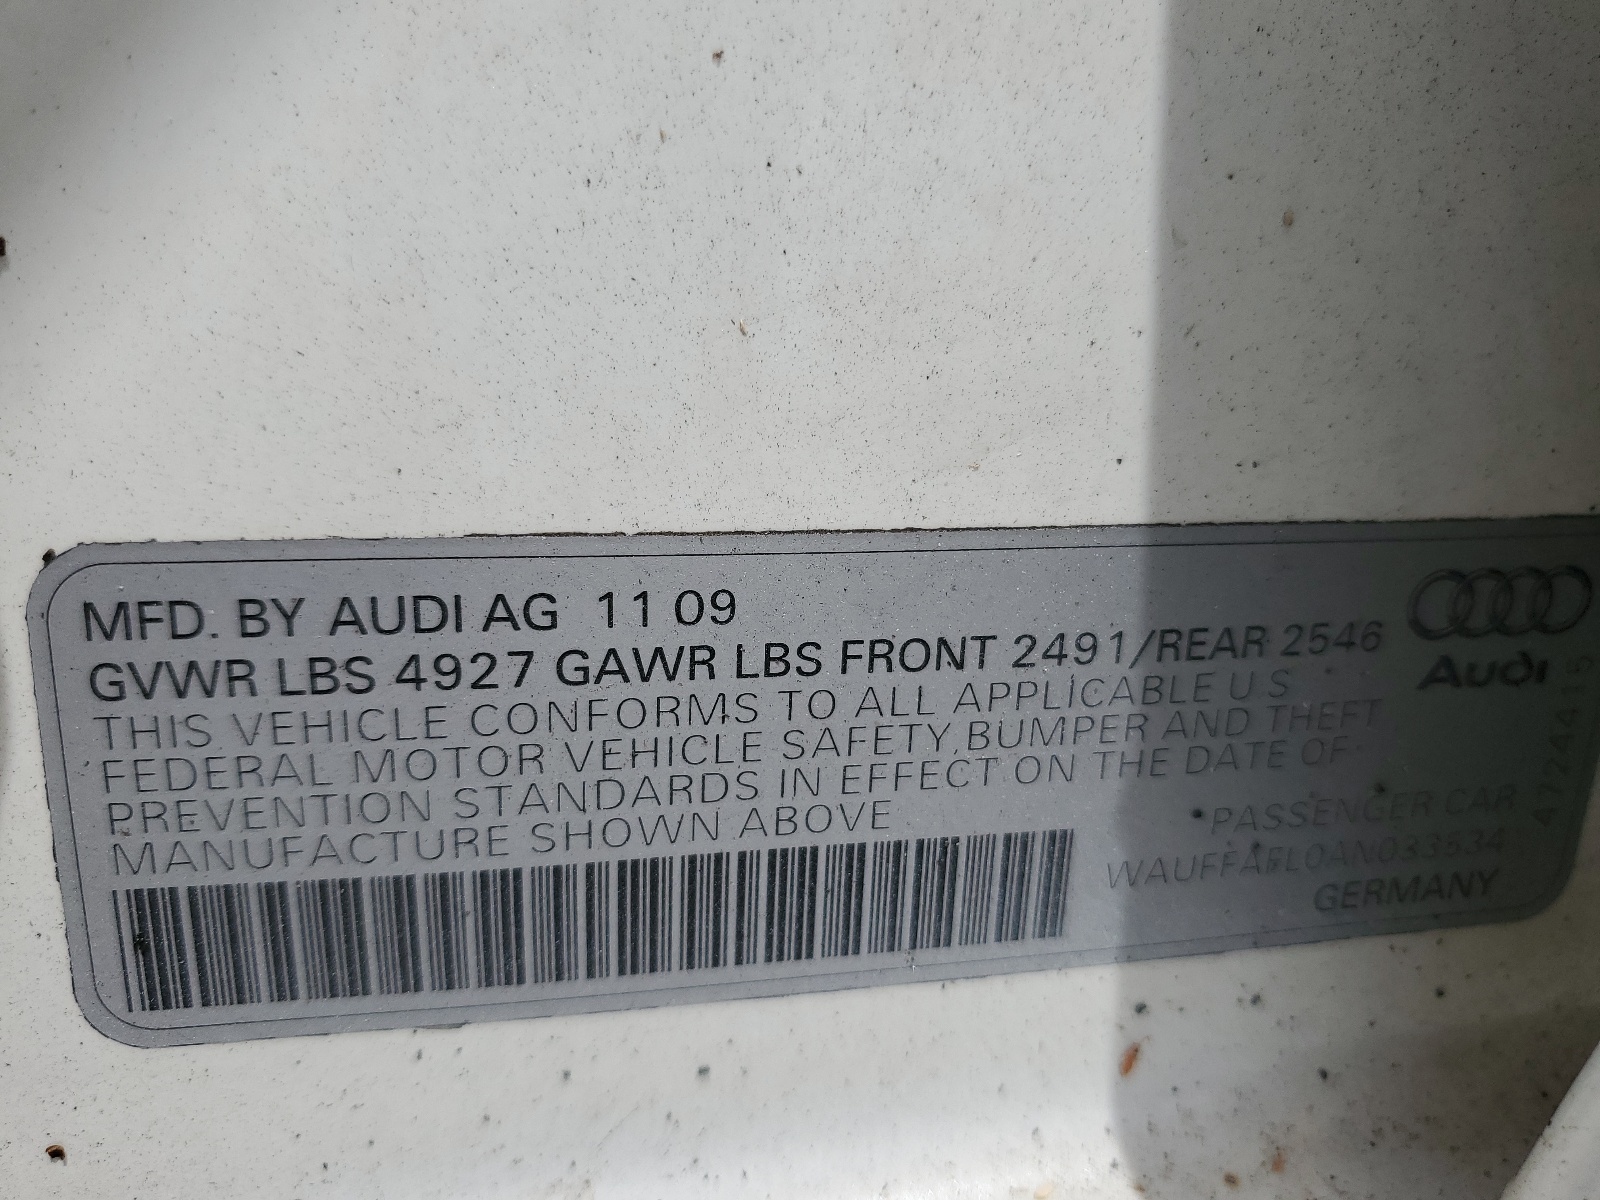 MFD. BY AUDI AG 11 09
GVWR LBS 4927 GAWR LBS FRONT 2491/REAR 2546
Audi
THIS VEHICLE CONFORMS TO ALL APPLICABLE U S
FEDERAL MOTOR VEHICLE SAFETY, BUMPER AND THEFT
PREVENTION STANDARDS IN EFFECT ON THE DATE OF
MANUFACTURE SHOWN ABOVE
PASSENGER CAR
WAUFFAFL0AN033534
GERMANY